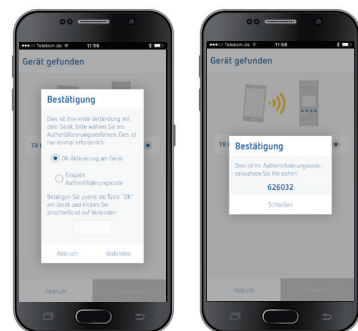 Telekom.de 11:56
Gerät gefunden
Bestätigung
Dies ist Ihre erste Verbindung mit
dem Gerät, bitte wählen Sie ein
Authentifizierungsverfahren. Dies ist
nur einmal erforderlich.
OK-Aktivierung am Gerät
Eingabe
Authentifizierungscode
Betätigen Sie zuerst die Taste "OK"
am Gerät und klicken Sie
anschließend auf Verbinden
Abbruch Verbinden
Abbruch
Telekom.de 11:56
Gerät gefunden
Bestätigung
Dies ist Ihr Authentifizierungscode,
verwahren Sie ihn sicher!
626032
Schließen
Abbruch